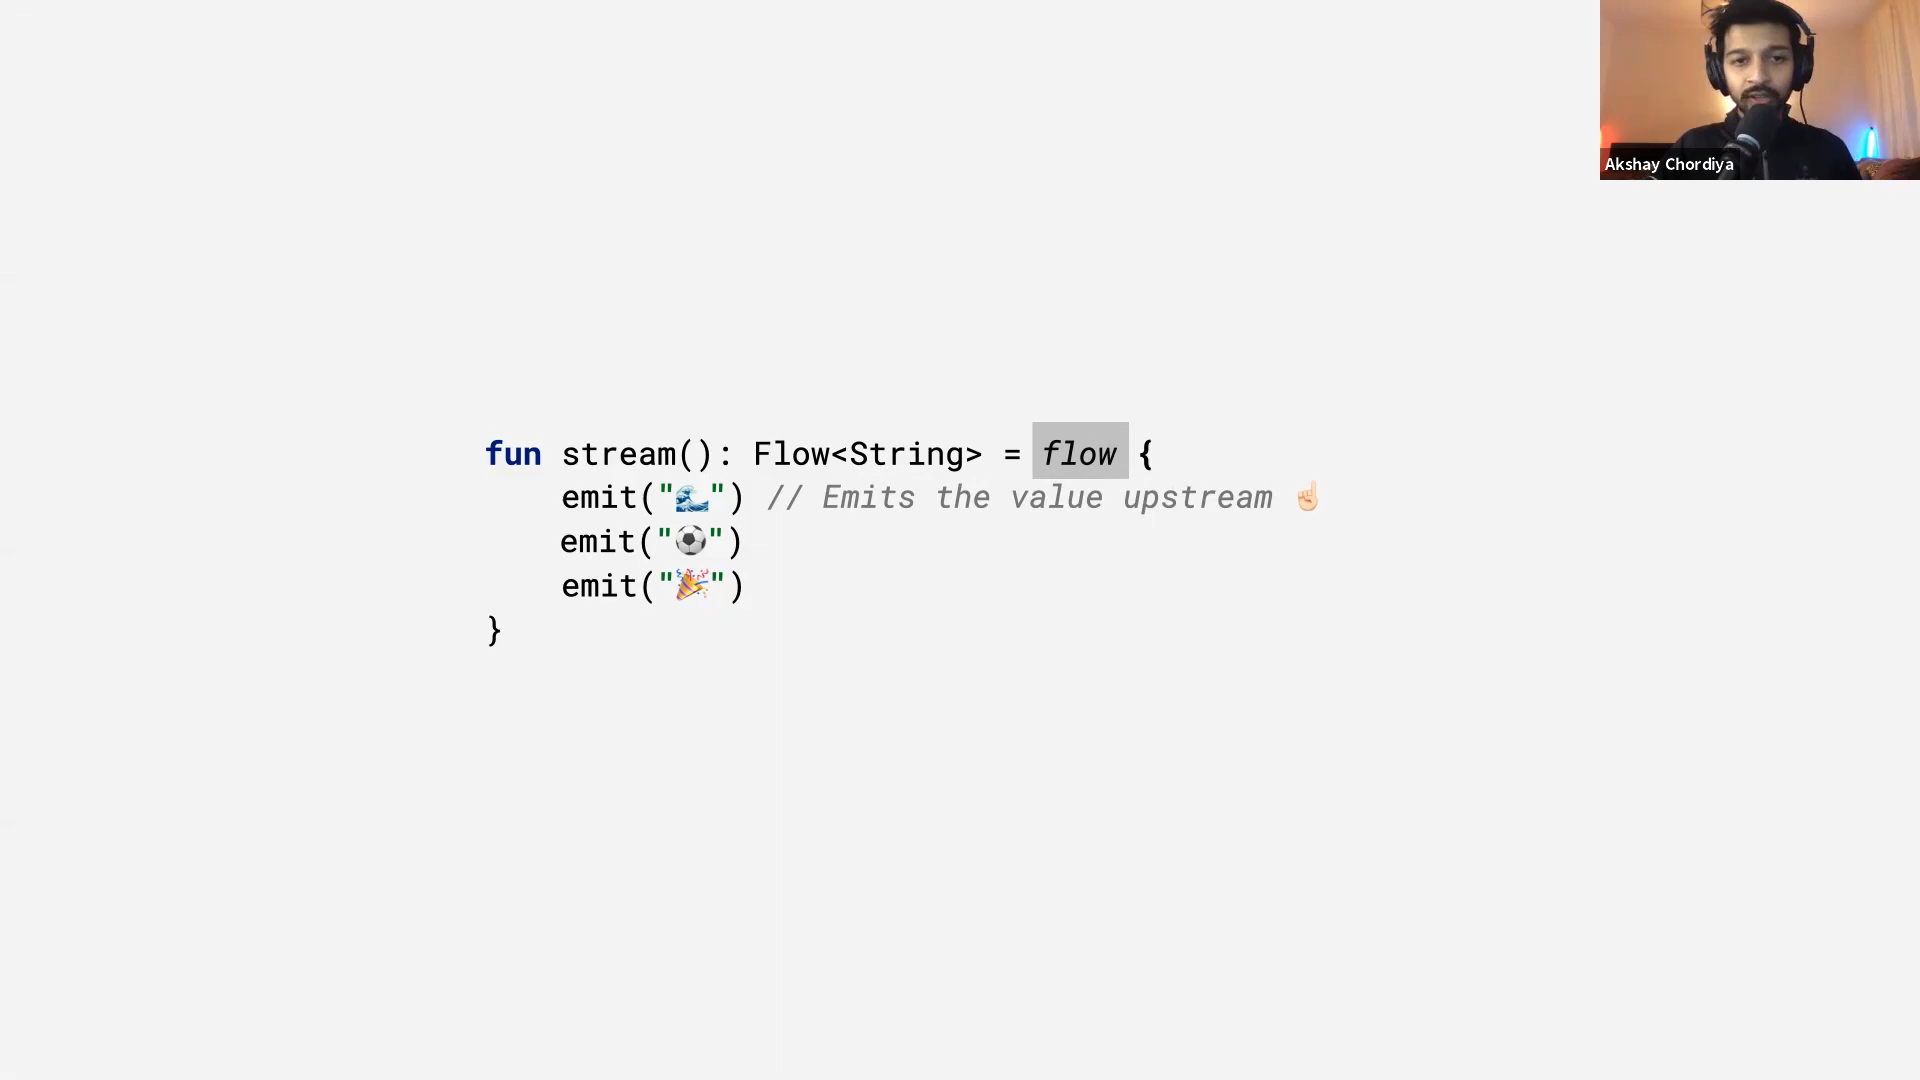 Akshay Chordiya
fun stream(): Flow<String> = flow {
emit("🌊") // Emits the value upstream ☝🏻
emit("⚽")
emit("🎉")
}